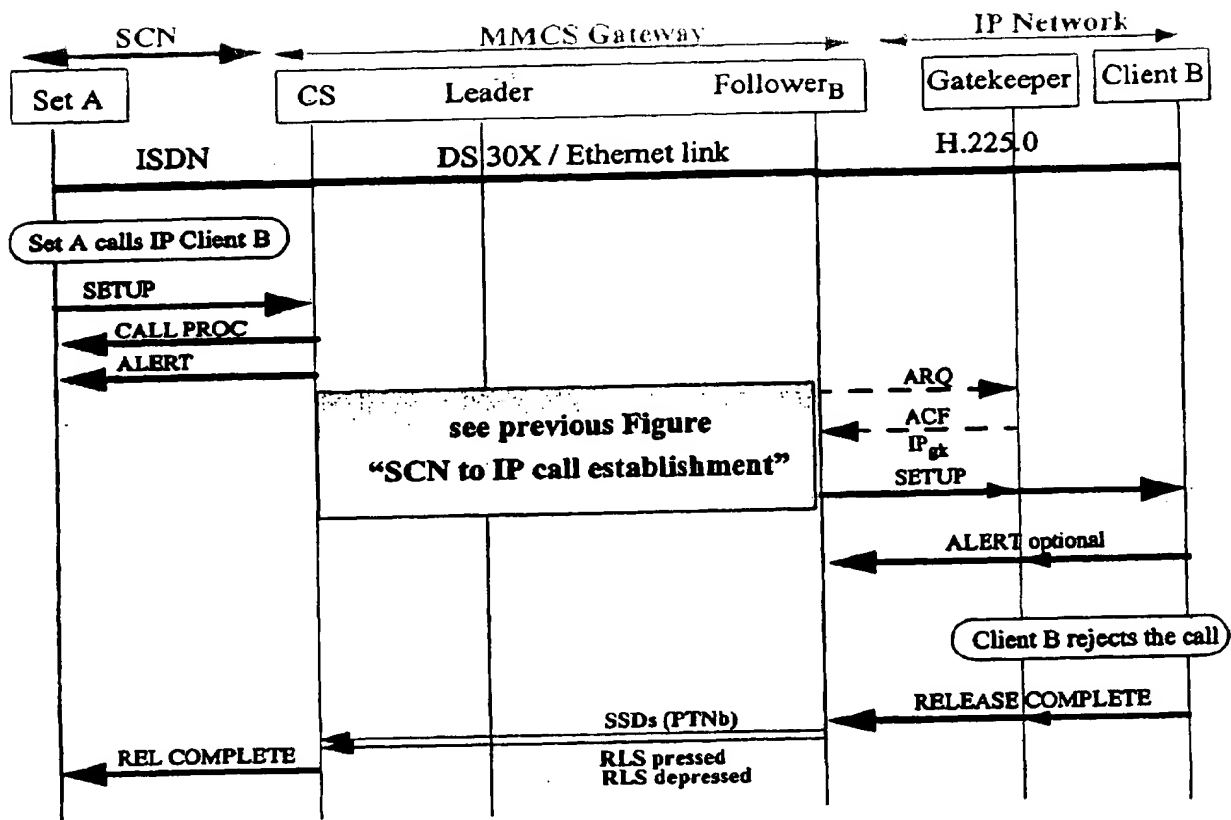 SCN
MMCS Gateway
IP Network
Set A
CS
Leader
Follower_B
Gatekeeper
Client B
ISDN
DS 30X / Ethernet link
H.225.0
Set A calls IP Client B
SETUP
CALL PROC
ALERT
see previous Figure
“SCN to IP call establishment”
ARQ
ACF
IP_gk
SETUP
ALERT optional
Client B rejects the call
RELEASE COMPLETE
SSDs (PTNb)
RLS pressed
RLS depressed
REL COMPLETE